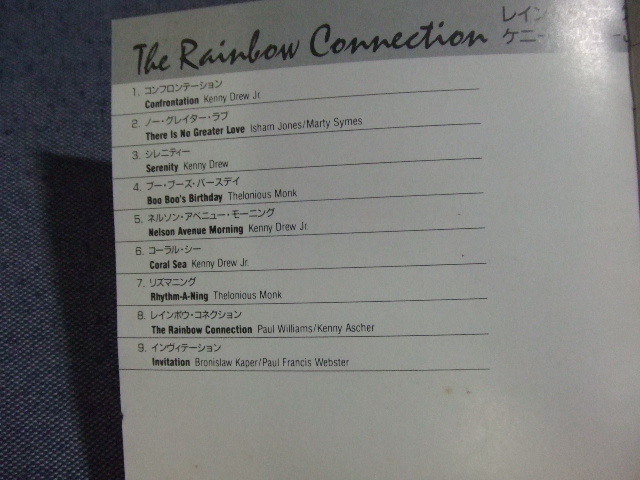 The Rainbow Connection
1. コンフロンテーション
Confrontation Kenny Drew Jr.
2. ノー・グレイター・ラブ
There Is No Greater Love Isham Jones/Marty Symes
3. シレニティー
Serenity Kenny Drew
4. ブー・ブーズ・バースデイ
Boo Boo's Birthday Thelonious Monk
5. ネルソン・アベニュー・モーニング
Nelson Avenue Morning Kenny Drew Jr.
6. コーラル・シー
Coral Sea Kenny Drew Jr.
7. リズマニング
Rhythm-A-Ning Thelonious Monk
8. レインボウ・コネクション
The Rainbow Connection Paul Williams/Kenny Ascher
9. インヴィテーション
Invitation Bronislaw Kaper/Paul Francis Webster